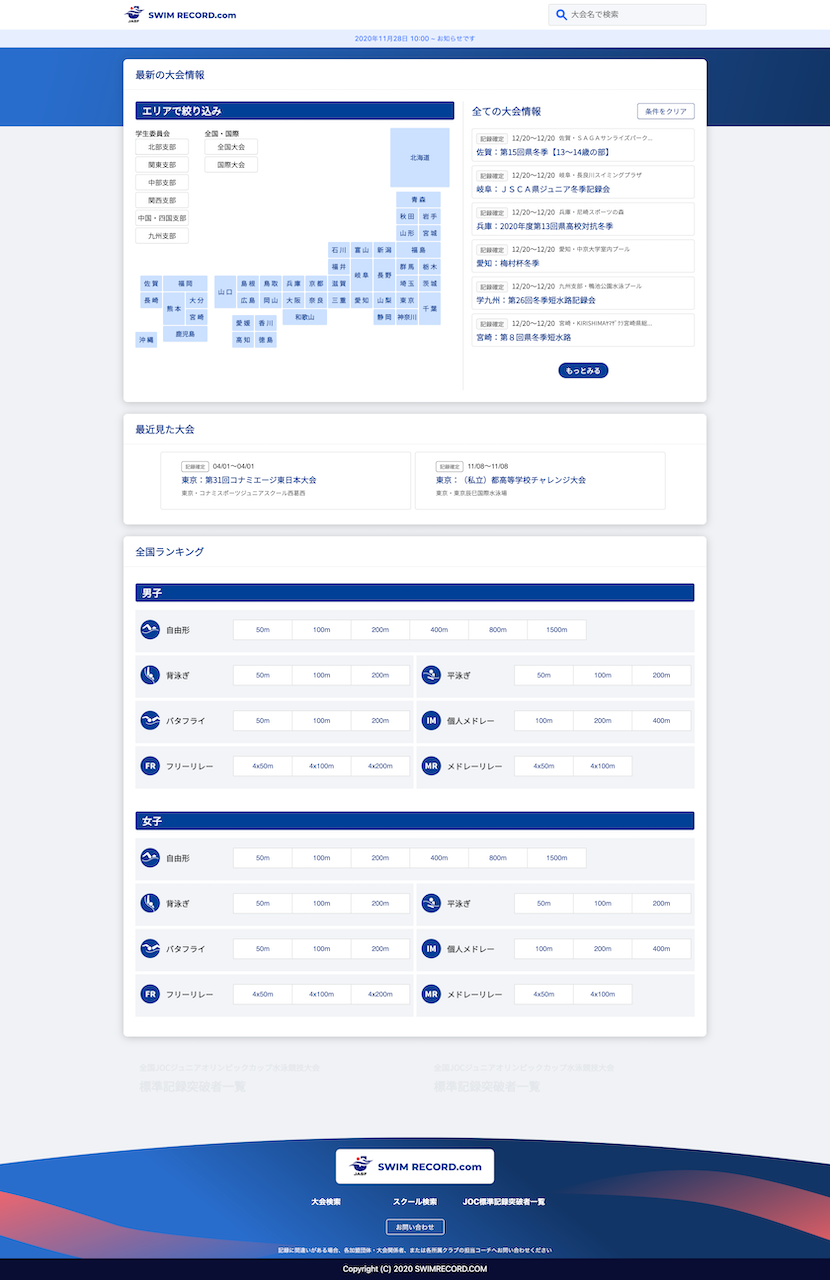 JASF SWIM RECORD.com
大会名で検索
2020年11月28日 10:00 – お知らせです
最新の大会情報
エリアで絞り込み
学生委員会
北部支部
関東支部
中部支部
関西支部
中国・四国支部
九州支部
全国・国際
全国大会
国際大会
北海道
青森
秋田 岩手
山形 宮城
石川 富山 新潟 福島
福井 岐阜 長野 群馬 栃木
佐賀 福岡 山口 島根 鳥取 兵庫 京都 滋賀 埼玉 茨城
長崎 熊本 大分 広島 岡山 大阪 奈良 三重 愛知 山梨 東京 千葉
宮崎 和歌山 静岡 神奈川
鹿児島 愛媛 香川
沖縄 高知 徳島
全ての大会情報
条件をクリア
記録確定 12/20〜12/20 佐賀・ＳＡＧＡサンライズパーク...
佐賀：第15回県冬季【13〜14歳の部】
記録確定 12/20〜12/20 岐阜・長良川スイミングプラザ
岐阜：ＪＳＣＡ県ジュニア冬季記録会
記録確定 12/20〜12/20 兵庫・尼崎スポーツの森
兵庫：2020年度第13回県高校対抗冬季
記録確定 12/20〜12/20 愛知・中京大学室内プール
愛知：梅村杯冬季
記録確定 12/20〜12/20 九州支部・鴨池公園水泳プール
学九州：第26回冬季短水路記録会
記録確定 12/20〜12/20
宮崎：第８回県冬季短水路
もっとみる
最近見た大会
記録確定 04/01〜04/01
東京：第31回コナミエージ東日本大会
東京・コナミスポーツジュニアスクール西葛西
記録確定 11/08〜11/08
東京：（私立）都高等学校チャレンジ大会
東京・東京辰巳国際水泳場
全国ランキング
男子
自由形 50m 100m 200m 400m 800m 1500m
背泳ぎ 50m 100m 200m 平泳ぎ 50m 100m 200m
バタフライ 50m 100m 200m IM 個人メドレー 100m 200m 400m
FR フリーリレー 4x50m 4x100m 4x200m MR メドレーリレー 4x50m 4x100m
女子
自由形 50m 100m 200m 400m 800m 1500m
背泳ぎ 50m 100m 200m 平泳ぎ 50m 100m 200m
バタフライ 50m 100m 200m IM 個人メドレー 100m 200m 400m
FR フリーリレー 4x50m 4x100m 4x200m MR メドレーリレー 4x50m 4x100m
全国JOCジュニアオリンピックカップ水泳競技大会
標準記録突破者一覧
全国JOCジュニアオリンピックカップ水泳競技大会
標準記録突破者一覧
JASF SWIM RECORD.com
大会検索 スクール検索 JOC標準記録突破者一覧
お問い合わせ
記録に間違いがある場合、各加盟団体・大会関係者、または各所属クラブの担当コーチへお問い合わせください
Copyright (C) 2020 SWIMRECORD.COM